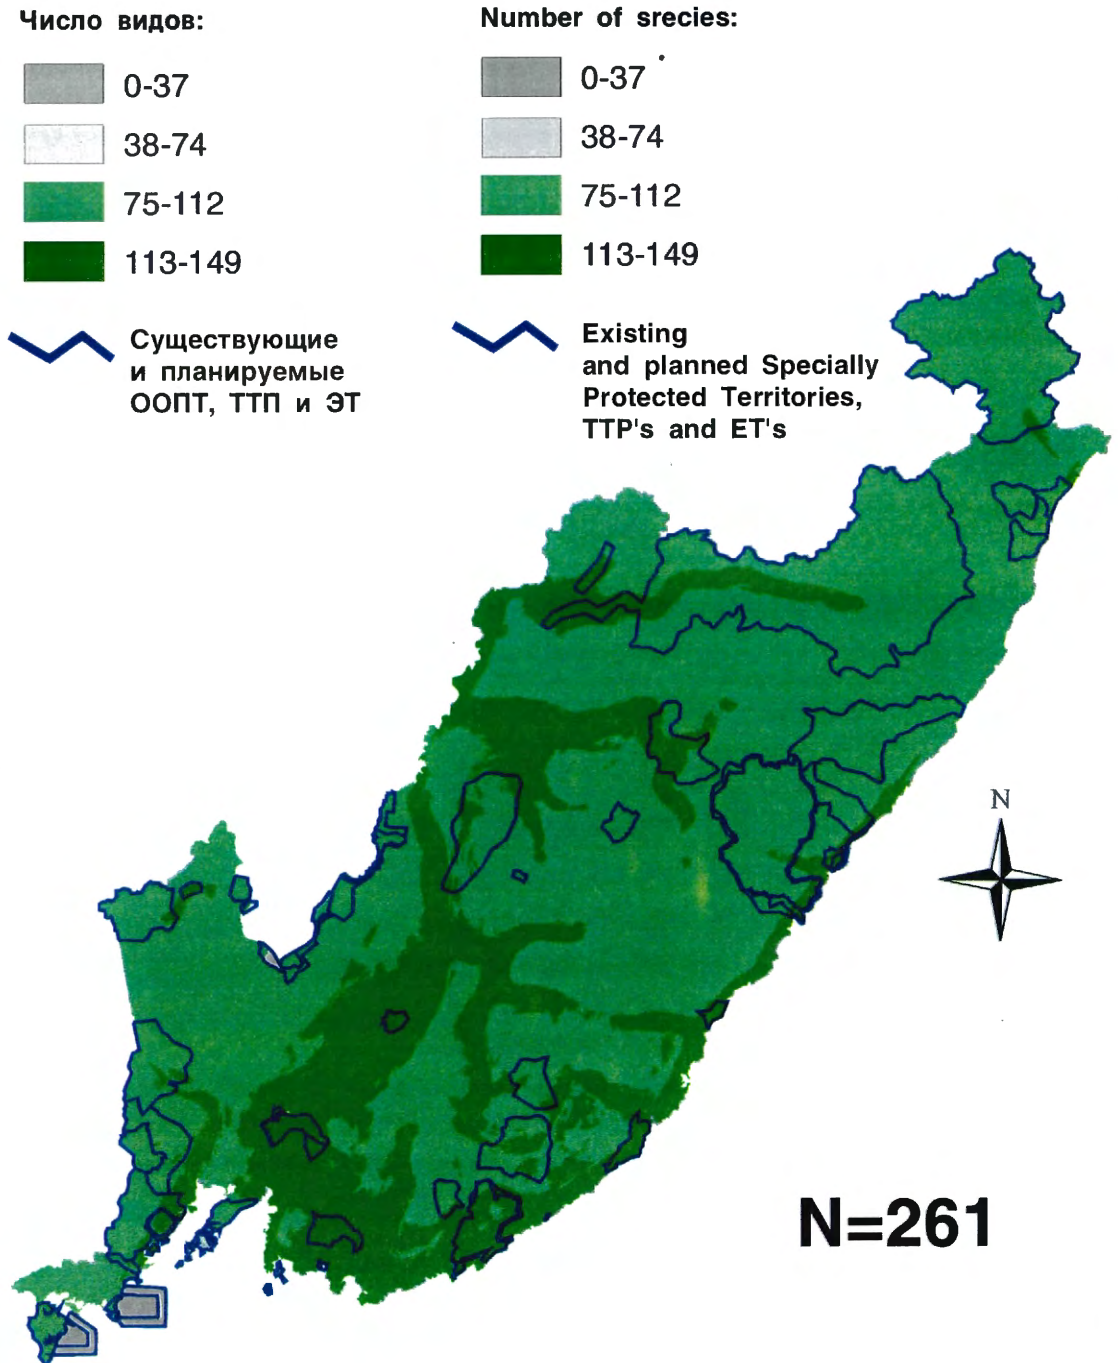 Число видов:
0-37
38-74
75-112
113-149
Существующие
и планируемые
ООПТ, ТТП и ЭТ
Number of srecies:
0-37
38-74
75-112
113-149
Existing
and planned Specially
Protected Territories,
TTP's and ET's
N
N=261